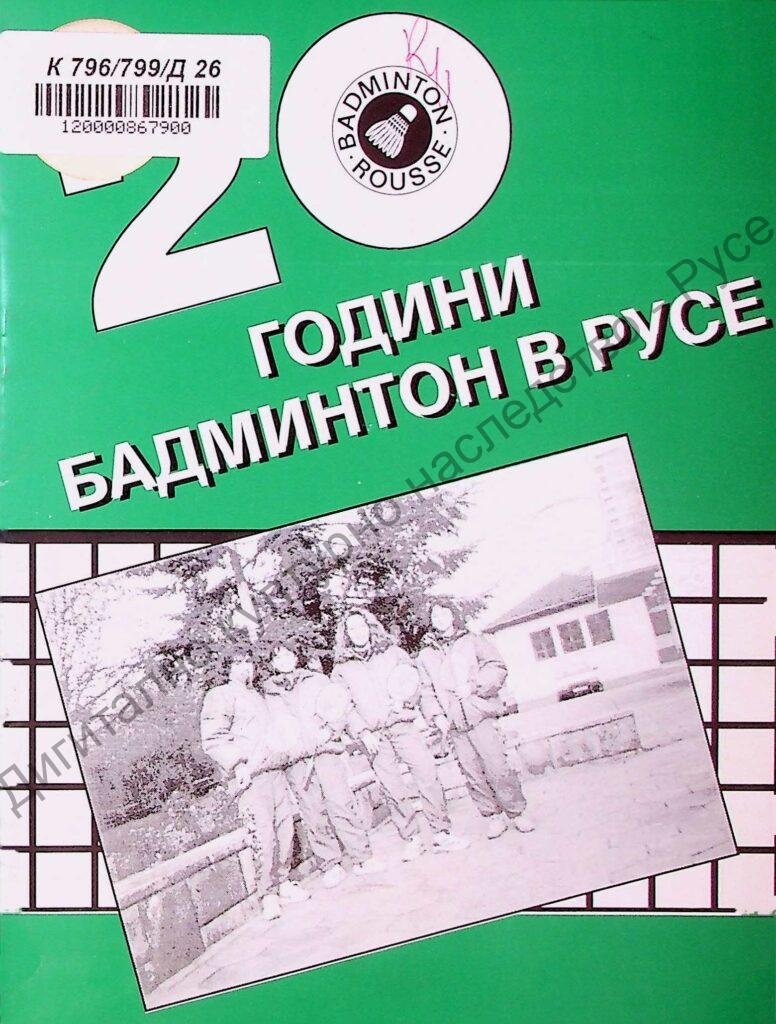 К 796/799/Д 26
120000867900
20
BADMINTON
ROUSSE
ГОДИНИ
БАДМИНТОН В РУСЕ
Дигитално културно наследство - Русе